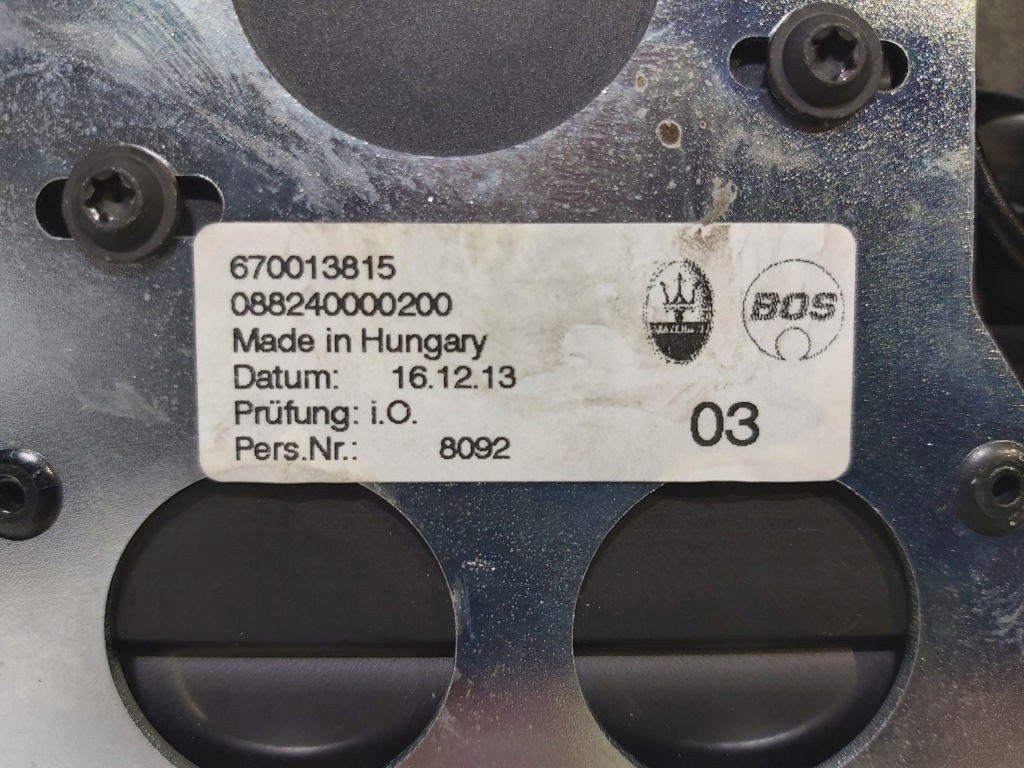 670013815
088240000200
Made in Hungary
Datum: 16.12.13
Prüfung: i.O.
Pers.Nr.: 8092
BOS
03